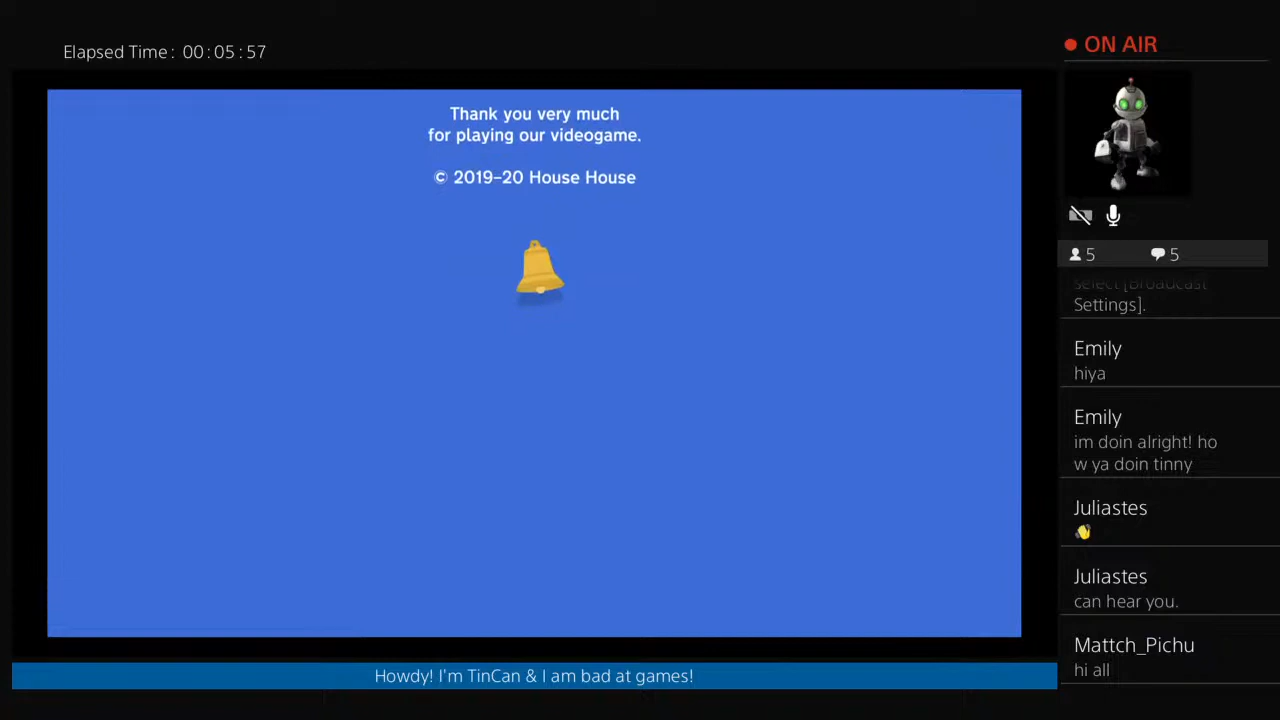 Elapsed Time: 00:05:57
ON AIR
Thank you very much
for playing our videogame.
© 2019-20 House House
5
5
select [Broadcast
Settings].
Emily
hiya
Emily
im doin alright! ho
w ya doin tinny
Juliastes
Juliastes
can hear you.
Mattch_Pichu
hi all
Howdy! I'm TinCan & I am bad at games!